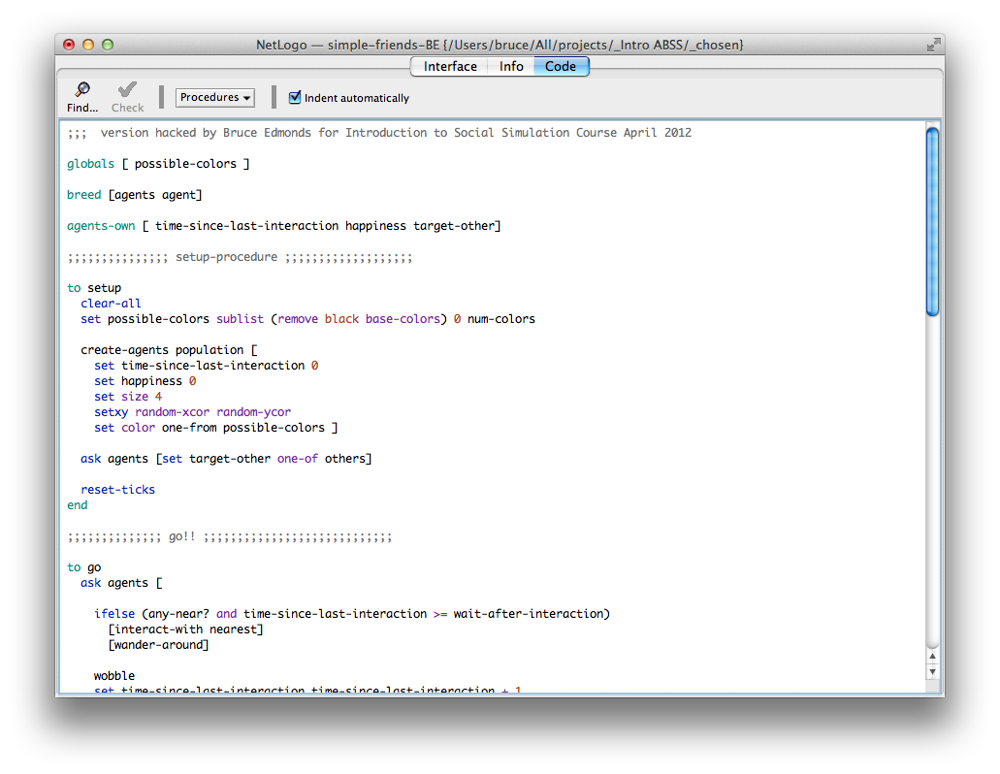 NetLogo — simple-friends-BE {/Users/bruce/All/projects/_Intro ABSS/_chosen}
Interface Info Code
Find... Check Procedures Indent automatically
;;;  version hacked by Bruce Edmonds for Introduction to Social Simulation Course April 2012
globals [ possible-colors ]
breed [agents agent]
agents-own [ time-since-last-interaction happiness target-other]
;;;;;;;;;;;;;;; setup-procedure ;;;;;;;;;;;;;;;;;;;
to setup
  clear-all
  set possible-colors sublist (remove black base-colors) 0 num-colors
  create-agents population [
    set time-since-last-interaction 0
    set happiness 0
    set size 4
    setxy random-xcor random-ycor
    set color one-from possible-colors ]
  ask agents [set target-other one-of others]
  reset-ticks
end
;;;;;;;;;;;;;; go!! ;;;;;;;;;;;;;;;;;;;;;;;;;;;;
to go
  ask agents [
    ifelse (any-near? and time-since-last-interaction >= wait-after-interaction)
      [interact-with nearest]
      [wander-around]
    wobble
    set time-since-last-interaction time-since-last-interaction + 1